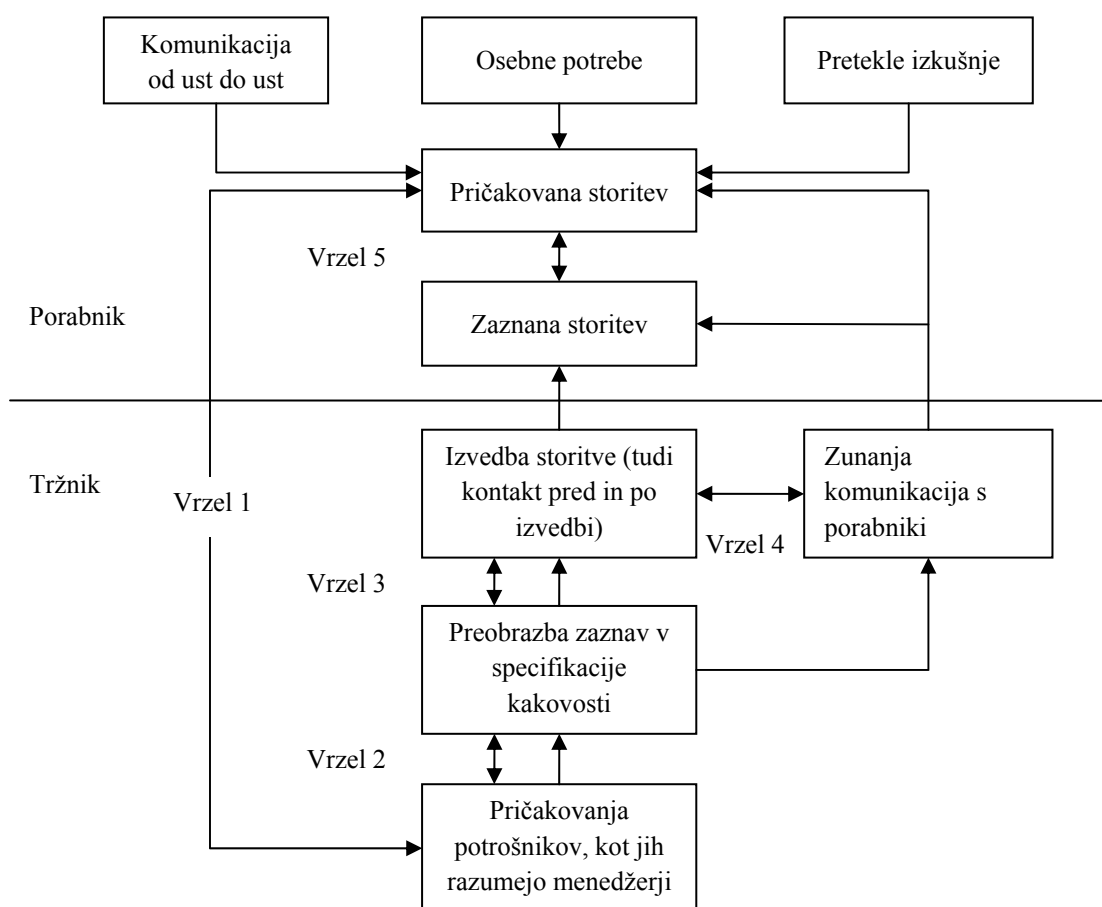 Komunikacija
od ust do ust
Osebne potrebe
Pretekle izkušnje
Pričakovana storitev
Vrzel 5
Porabnik
Zaznana storitev
Tržnik
Vrzel 1
Izvedba storitve (tudi
kontakt pred in po
izvedbi)
Zunanja
komunikacija s
porabniki
Vrzel 4
Vrzel 3
Preobrazba zaznav v
specifikacije
kakovosti
Vrzel 2
Pričakovanja
potrošnikov, kot jih
razumejo menedžerji